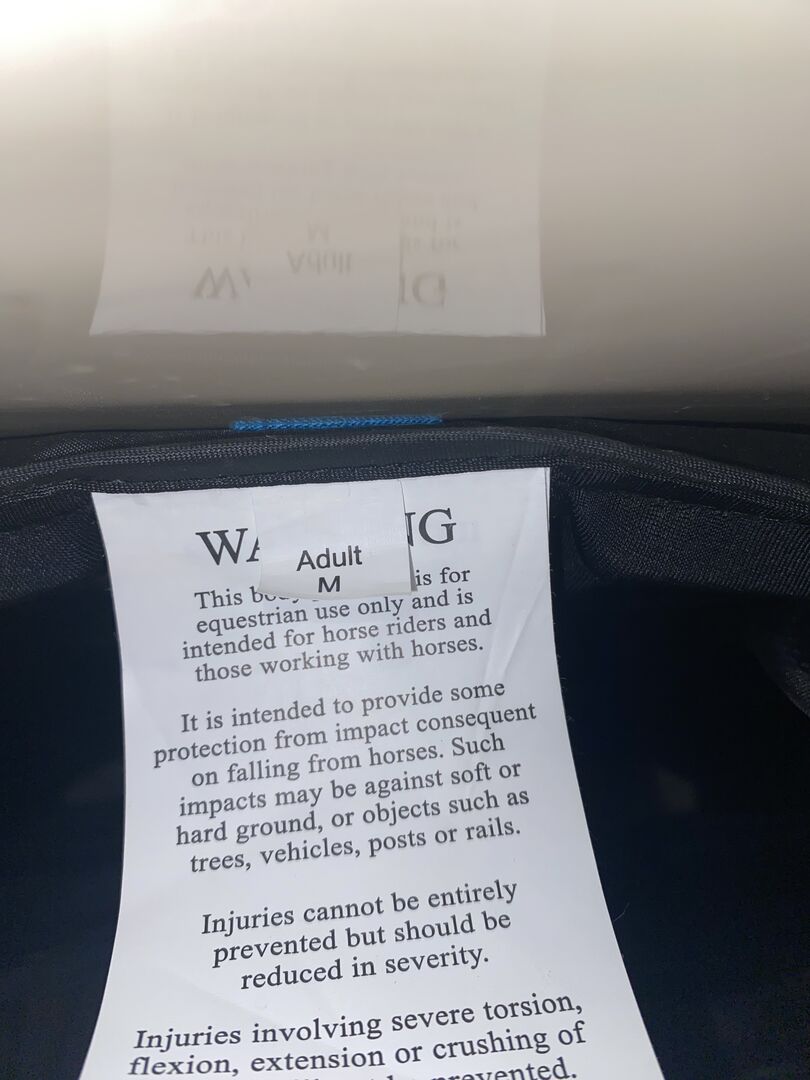 WA NG
Adult
M
This is for
equestrian use only and is
intended for horse riders and
those working with horses.
It is intended to provide some
protection from impact consequent
on falling from horses. Such
impacts may be against soft or
hard ground, or objects such as
trees, vehicles, posts or rails.
Injuries cannot be entirely
prevented but should be
reduced in severity.
Injuries involving severe torsion,
flexion, extension or crushing of
prevented.